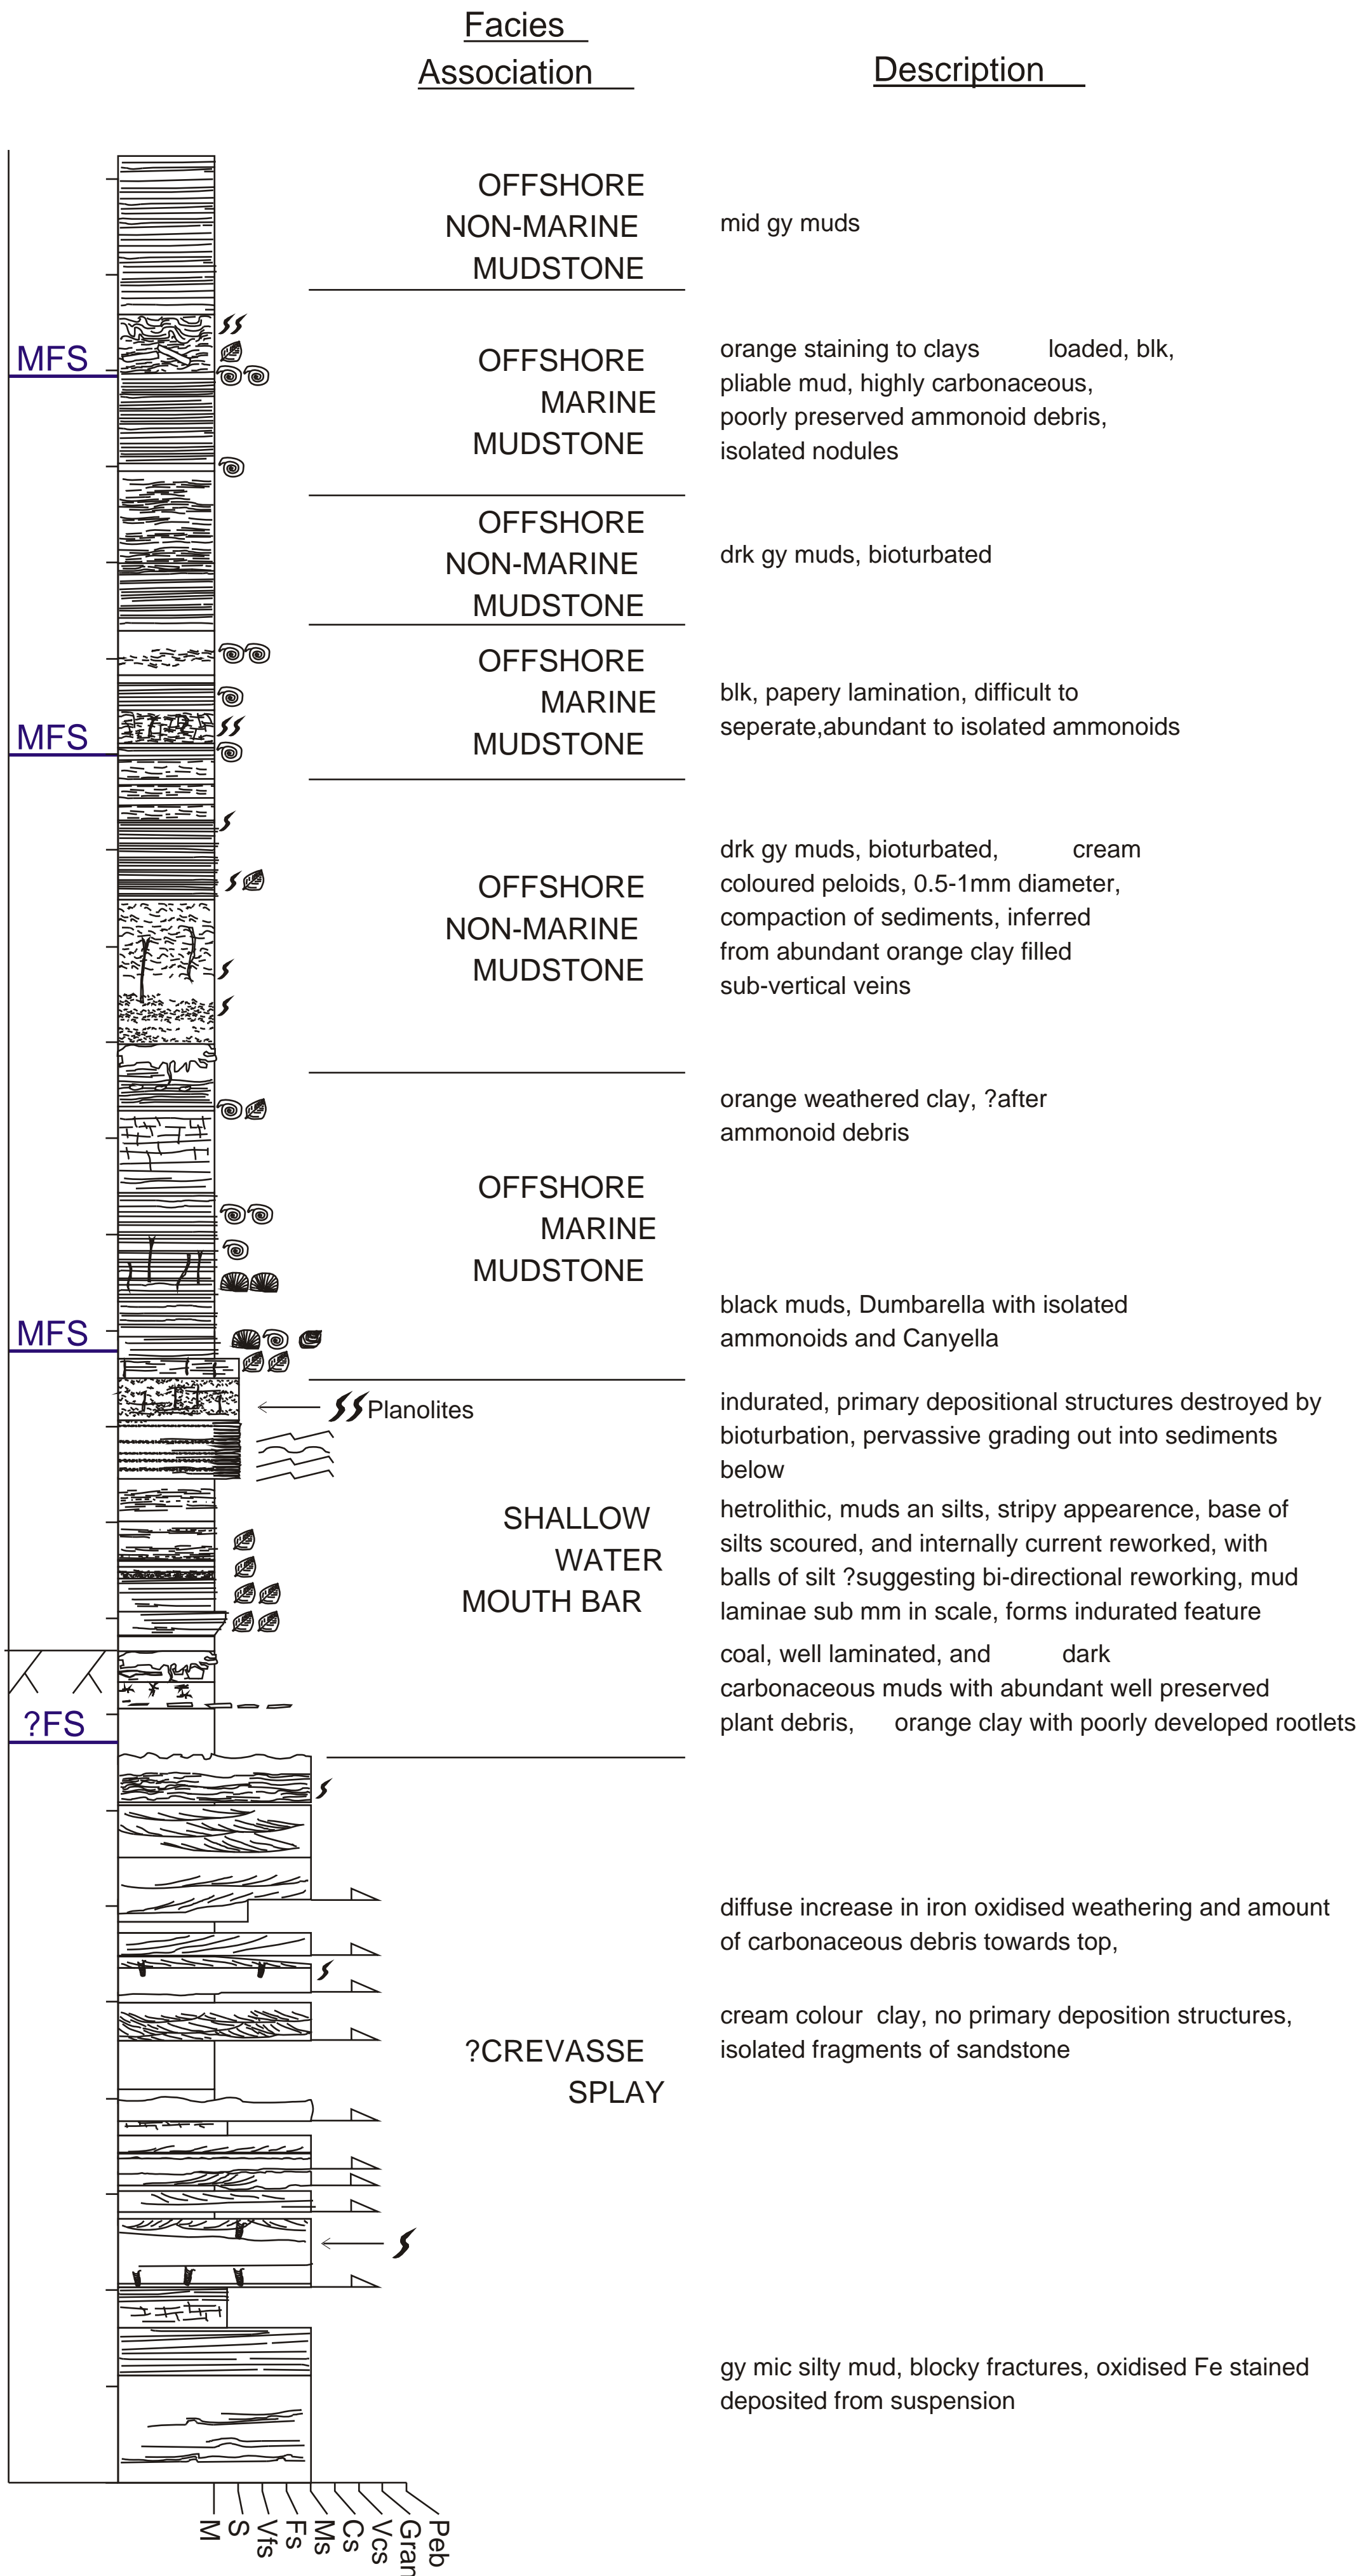 Facies
Association
Description
OFFSHORE
NON-MARINE
MUDSTONE
mid gy muds
MFS
OFFSHORE
MARINE
MUDSTONE
orange staining to clays loaded, blk,
pliable mud, highly carbonaceous,
poorly preserved ammonoid debris,
isolated nodules
OFFSHORE
NON-MARINE
MUDSTONE
drk gy muds, bioturbated
MFS
OFFSHORE
MARINE
MUDSTONE
blk, papery lamination, difficult to
seperate,abundant to isolated ammonoids
OFFSHORE
NON-MARINE
MUDSTONE
drk gy muds, bioturbated, cream
coloured peloids, 0.5-1mm diameter,
compaction of sediments, inferred
from abundant orange clay filled
sub-vertical veins
orange weathered clay, ?after
ammonoid debris
OFFSHORE
MARINE
MUDSTONE
black muds, Dumbarella with isolated
ammonoids and Canyella
MFS
Planolites
indurated, primary depositional structures destroyed by
bioturbation, pervassive grading out into sediments
below
SHALLOW
WATER
MOUTH BAR
hetrolithic, muds an silts, stripy appearence, base of
silts scoured, and internally current reworked, with
balls of silt ?suggesting bi-directional reworking, mud
laminae sub mm in scale, forms indurated feature
coal, well laminated, and dark
carbonaceous muds with abundant well preserved
plant debris, orange clay with poorly developed rootlets
?FS
diffuse increase in iron oxidised weathering and amount
of carbonaceous debris towards top,
cream colour clay, no primary deposition structures,
isolated fragments of sandstone
?CREVASSE
SPLAY
gy mic silty mud, blocky fractures, oxidised Fe stained
deposited from suspension
M
S
Vfs
Fs
Ms
Cs
Vcs
Gran
Peb